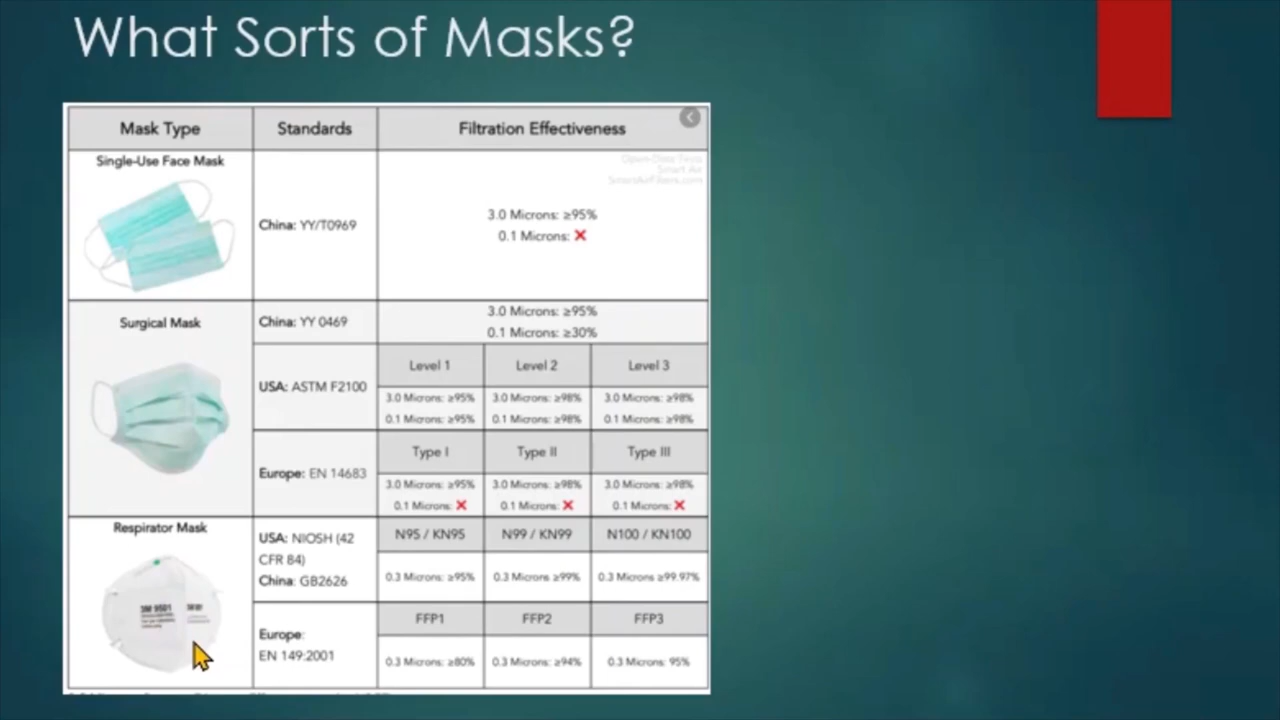 What Sorts of Masks?
Mask Type Standards Filtration Effectiveness
Single-Use Face Mask
Smart Air
SmartAirFilters.com
China: YY/T0969
3.0 Microns: ≥95%
0.1 Microns: ❌
Surgical Mask
China: YY 0469
3.0 Microns: ≥95%
0.1 Microns: ≥30%
USA: ASTM F2100
Level 1 Level 2 Level 3
3.0 Microns: ≥95% 3.0 Microns: ≥98% 3.0 Microns: ≥98%
0.1 Microns: ≥95% 0.1 Microns: ≥98% 0.1 Microns: ≥98%
Europe: EN 14683
Type I Type II Type III
3.0 Microns: ≥95% 3.0 Microns: ≥98% 3.0 Microns: ≥98%
0.1 Microns: ❌ 0.1 Microns: ❌ 0.1 Microns: ❌
Respirator Mask
3M 9501
USA: NIOSH (42
CFR 84)
China: GB2626
N95 / KN95 N99 / KN99 N100 / KN100
0.3 Microns: ≥95% 0.3 Microns ≥99% 0.3 Microns ≥99.97%
Europe:
EN 149:2001
FFP1 FFP2 FFP3
0.3 Microns: ≥80% 0.3 Microns: ≥94% 0.3 Microns: 95%